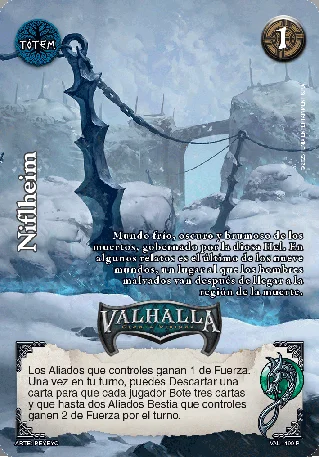 TÓTEM
1
Niflheim
Mundo frío, oscuro y brumoso de los
muertos, gobernado por la diosa Hel. En
algunos relatos es el último de los nueve
mundos, un lugar al que los hombres
malvados van después de llegar a la
región de la muerte.
VALHALLA
Los Aliados que controles ganan 1 de Fuerza.
Una vez en tu turno, puedes Descartar una
carta para que cada jugador Bote tres cartas
y que hasta dos Aliados Bestia que controles
ganen 2 de Fuerza por el turno.